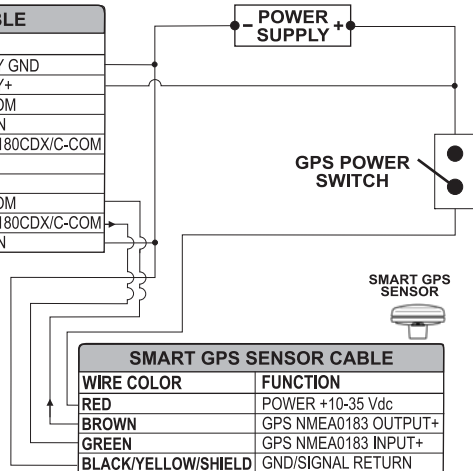 - POWER SUPPLY +
BLE
GND
+
OM
N
180CDX/C-COM
OM
180CDX/C-COM
N
GPS POWER
SWITCH
SMART GPS
SENSOR
SMART GPS SENSOR CABLE
WIRE COLOR FUNCTION
RED POWER +10-35 Vdc
BROWN GPS NMEA0183 OUTPUT+
GREEN GPS NMEA0183 INPUT+
BLACK/YELLOW/SHIELD GND/SIGNAL RETURN